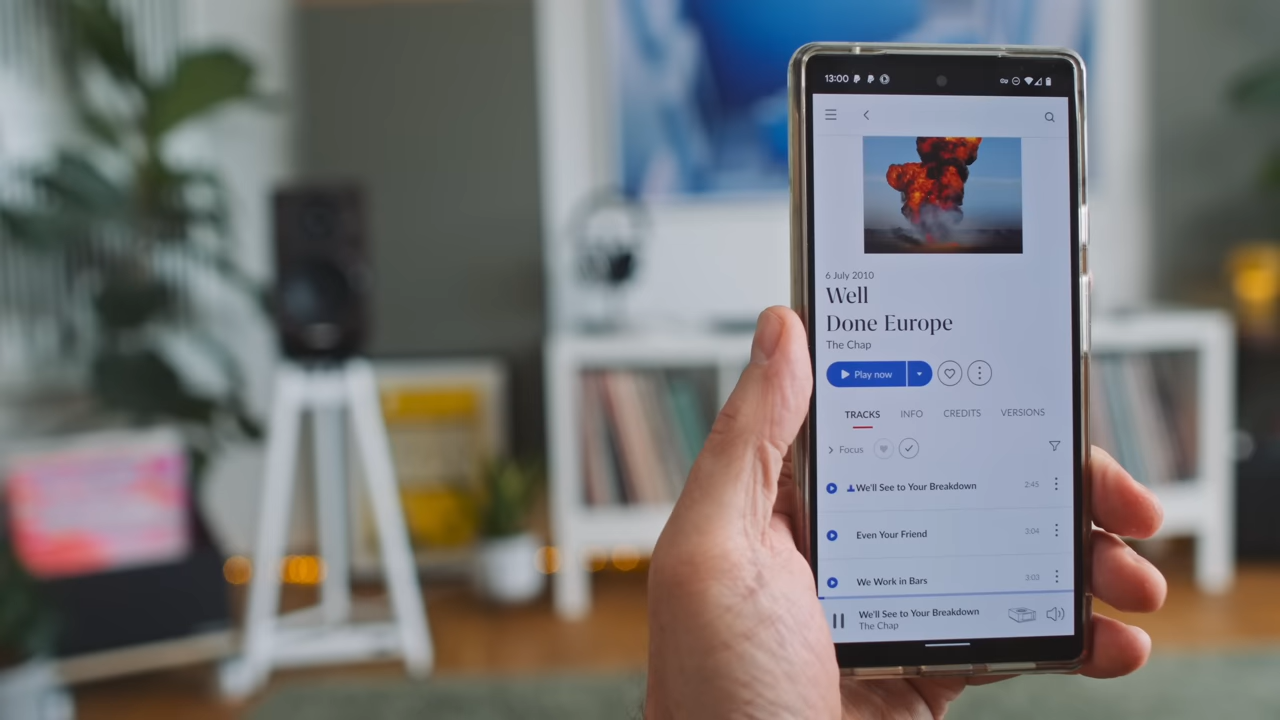 13:00
6 July 2010
Well
Done Europe
The Chap
Play now
TRACKS INFO CREDITS VERSIONS
Focus
We'll See to Your Breakdown 2:45
Even Your Friend 3:04
We Work in Bars 3:03
We'll See to Your Breakdown
The Chap